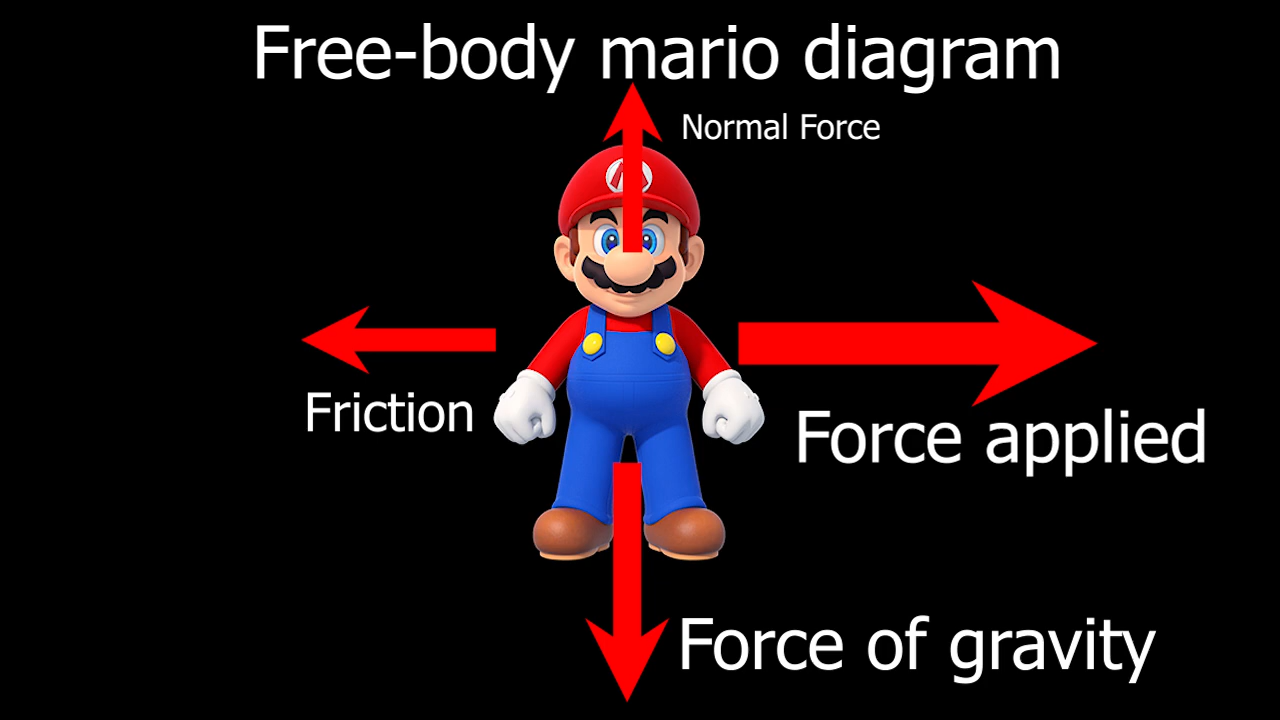 Free-body mario diagram
Normal Force
Friction
Force applied
Force of gravity